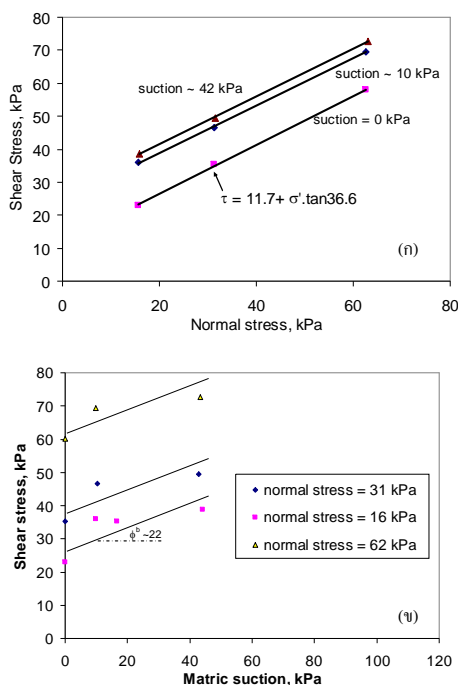 80
70
60
50
40
30
20
10
0
Shear Stress, kPa
suction ~ 42 kPa
suction ~ 10 kPa
suction = 0 kPa
τ = 11.7+ σ'.tan36.6
(ก)
0 20 40 60 80
Normal stress, kPa
80
70
60
50
40
30
20
10
0
Shear stress, kPa
normal stress = 31 kPa
normal stress = 16 kPa
normal stress = 62 kPa
ϕᵇ~22
(ข)
0 20 40 60 80 100 120
Matric suction, kPa